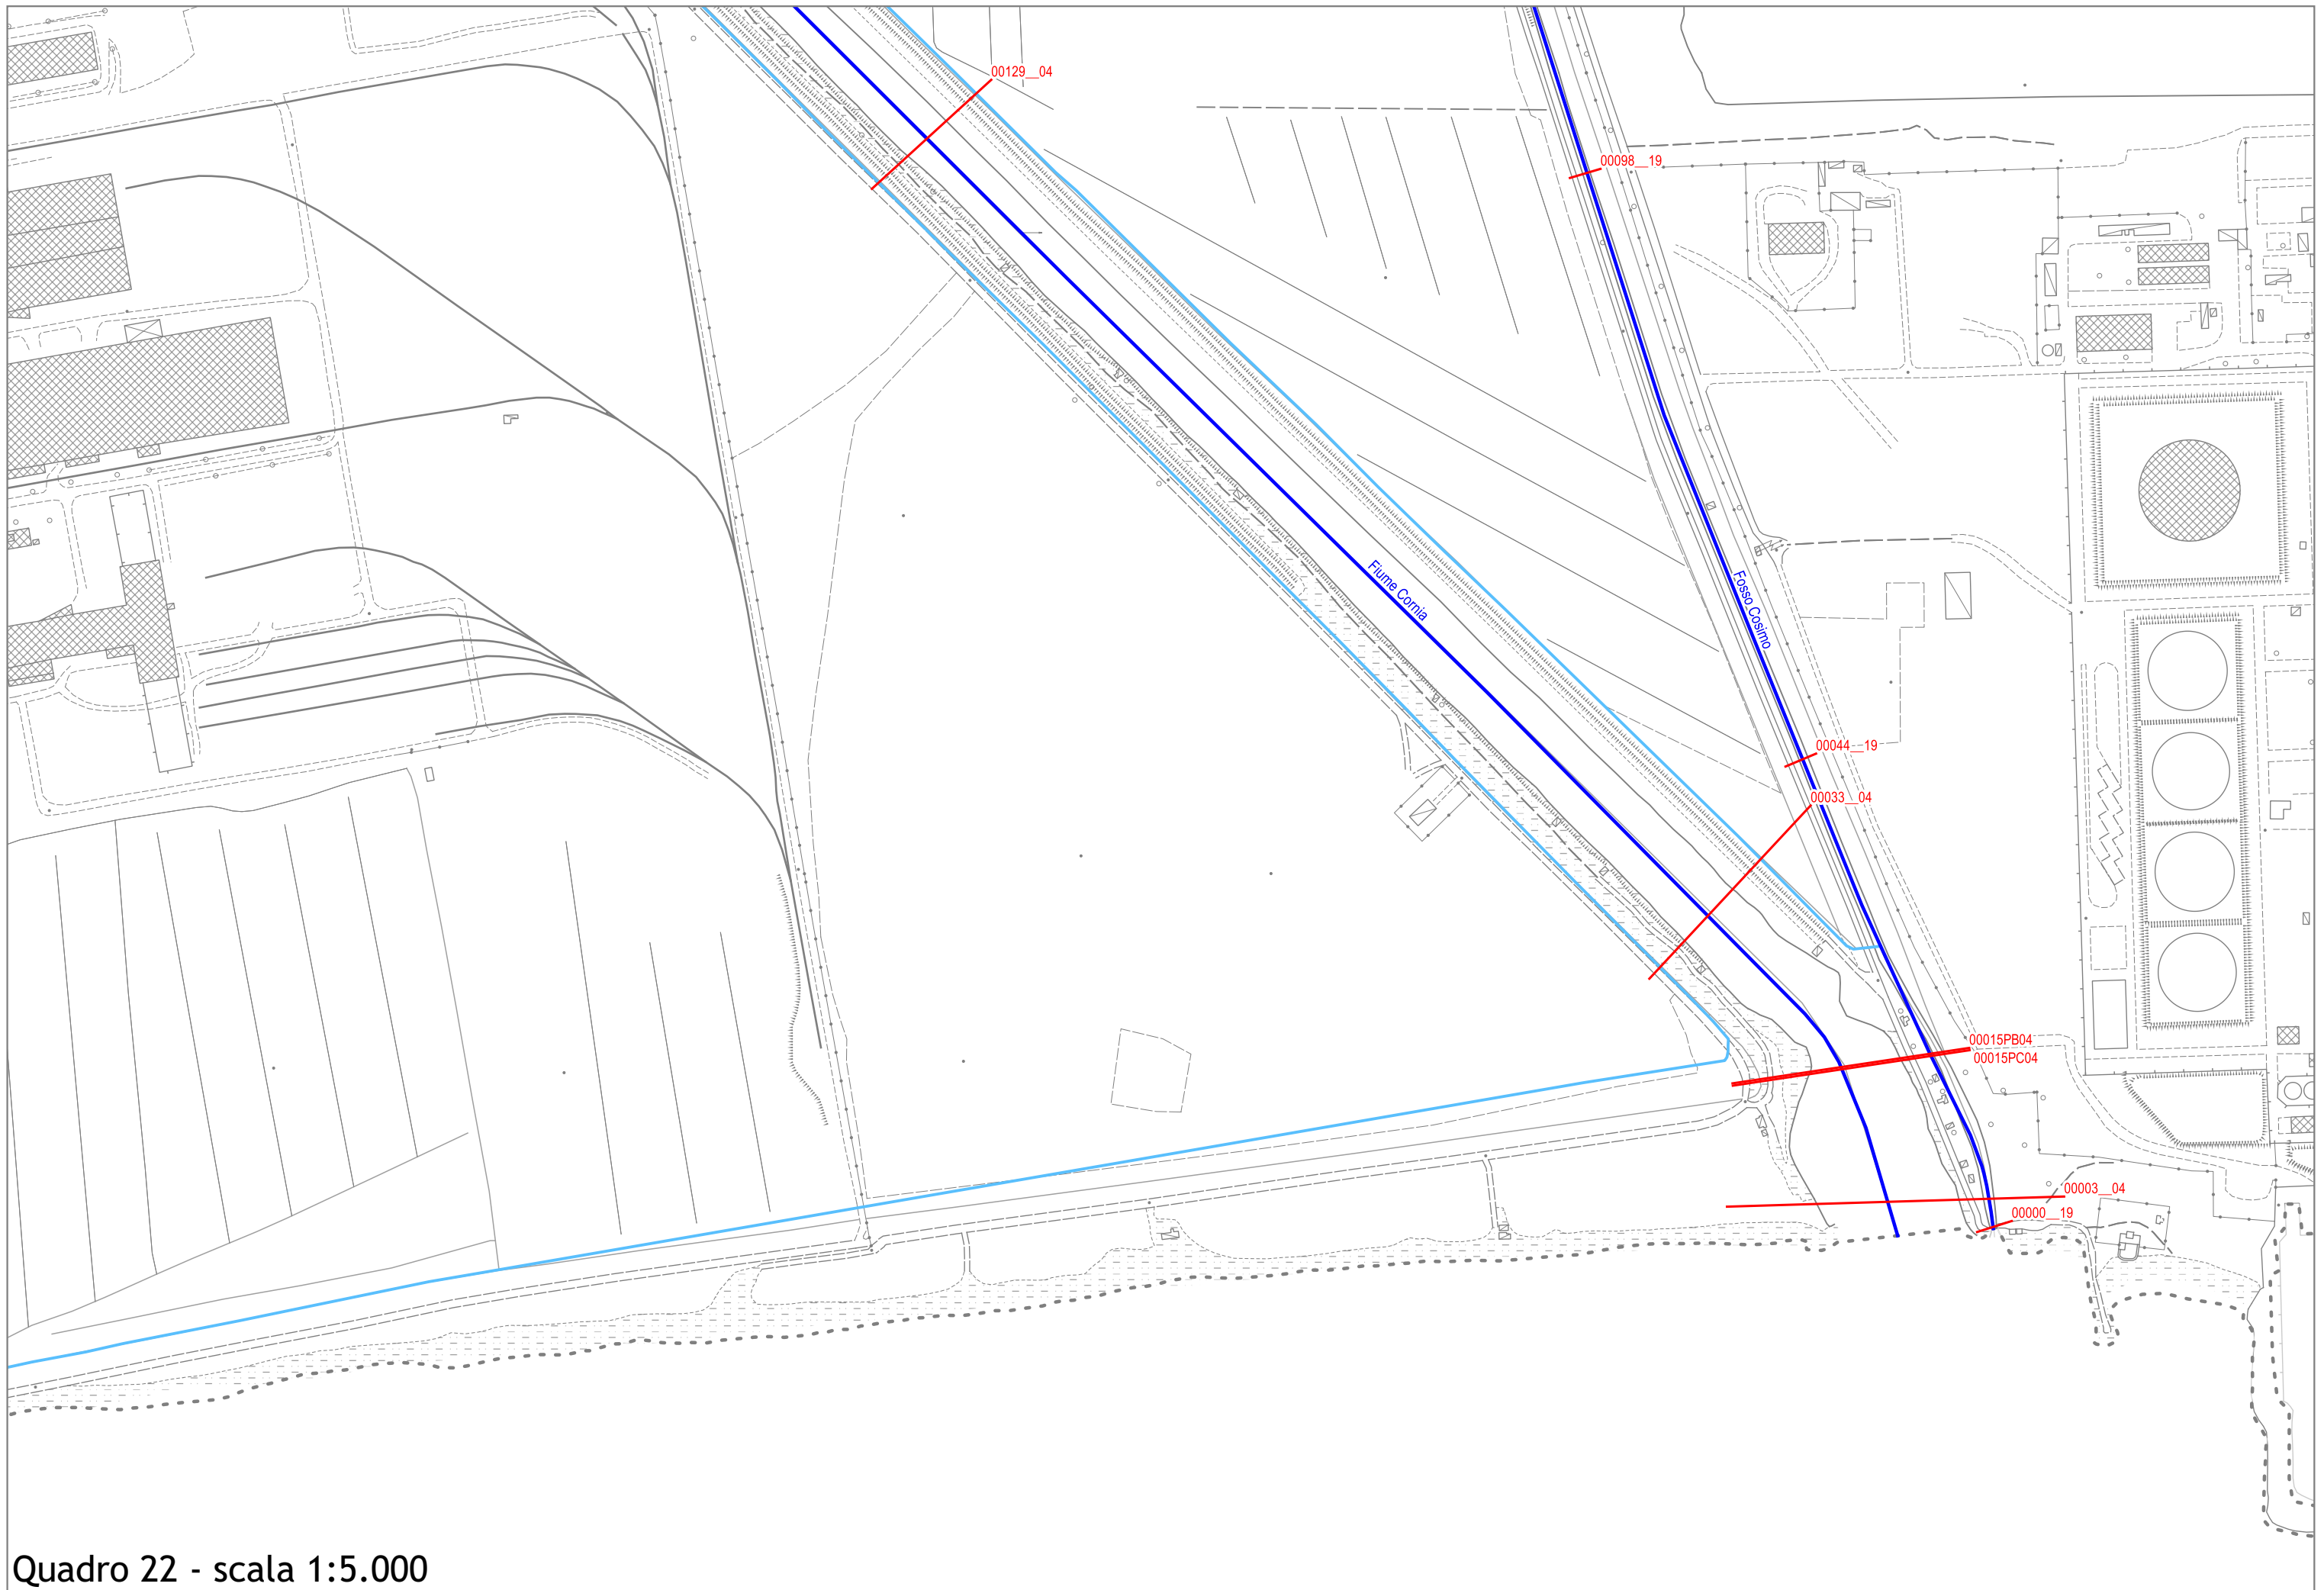 00129__04
00098__19
Fiume Cornia
Fosso Cosimo
00044__19
00033__04
00015PB04
00015PC04
00003__04
00000__19
Quadro 22 - scala 1:5.000